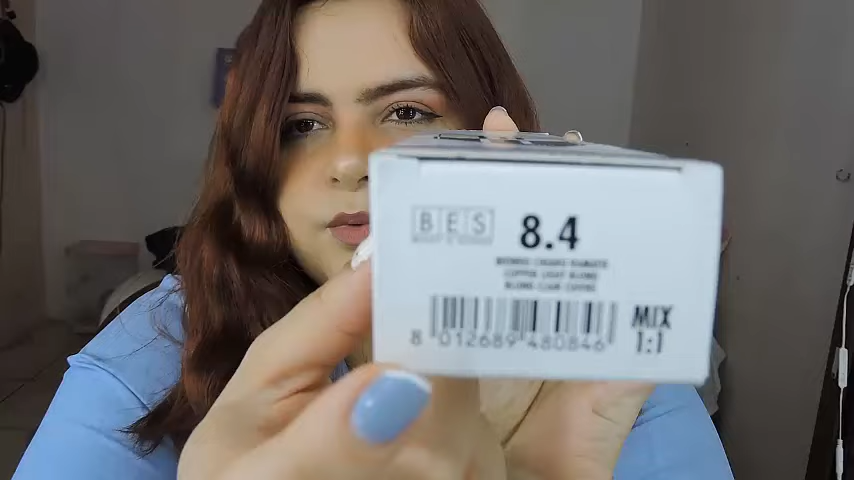 BES
8.4
BIONDO CHIARO RAMATO
COPPER LIGHT BLOND
BLOND CLAIR CUIVRE
MIX
1:1
8 012689 480846